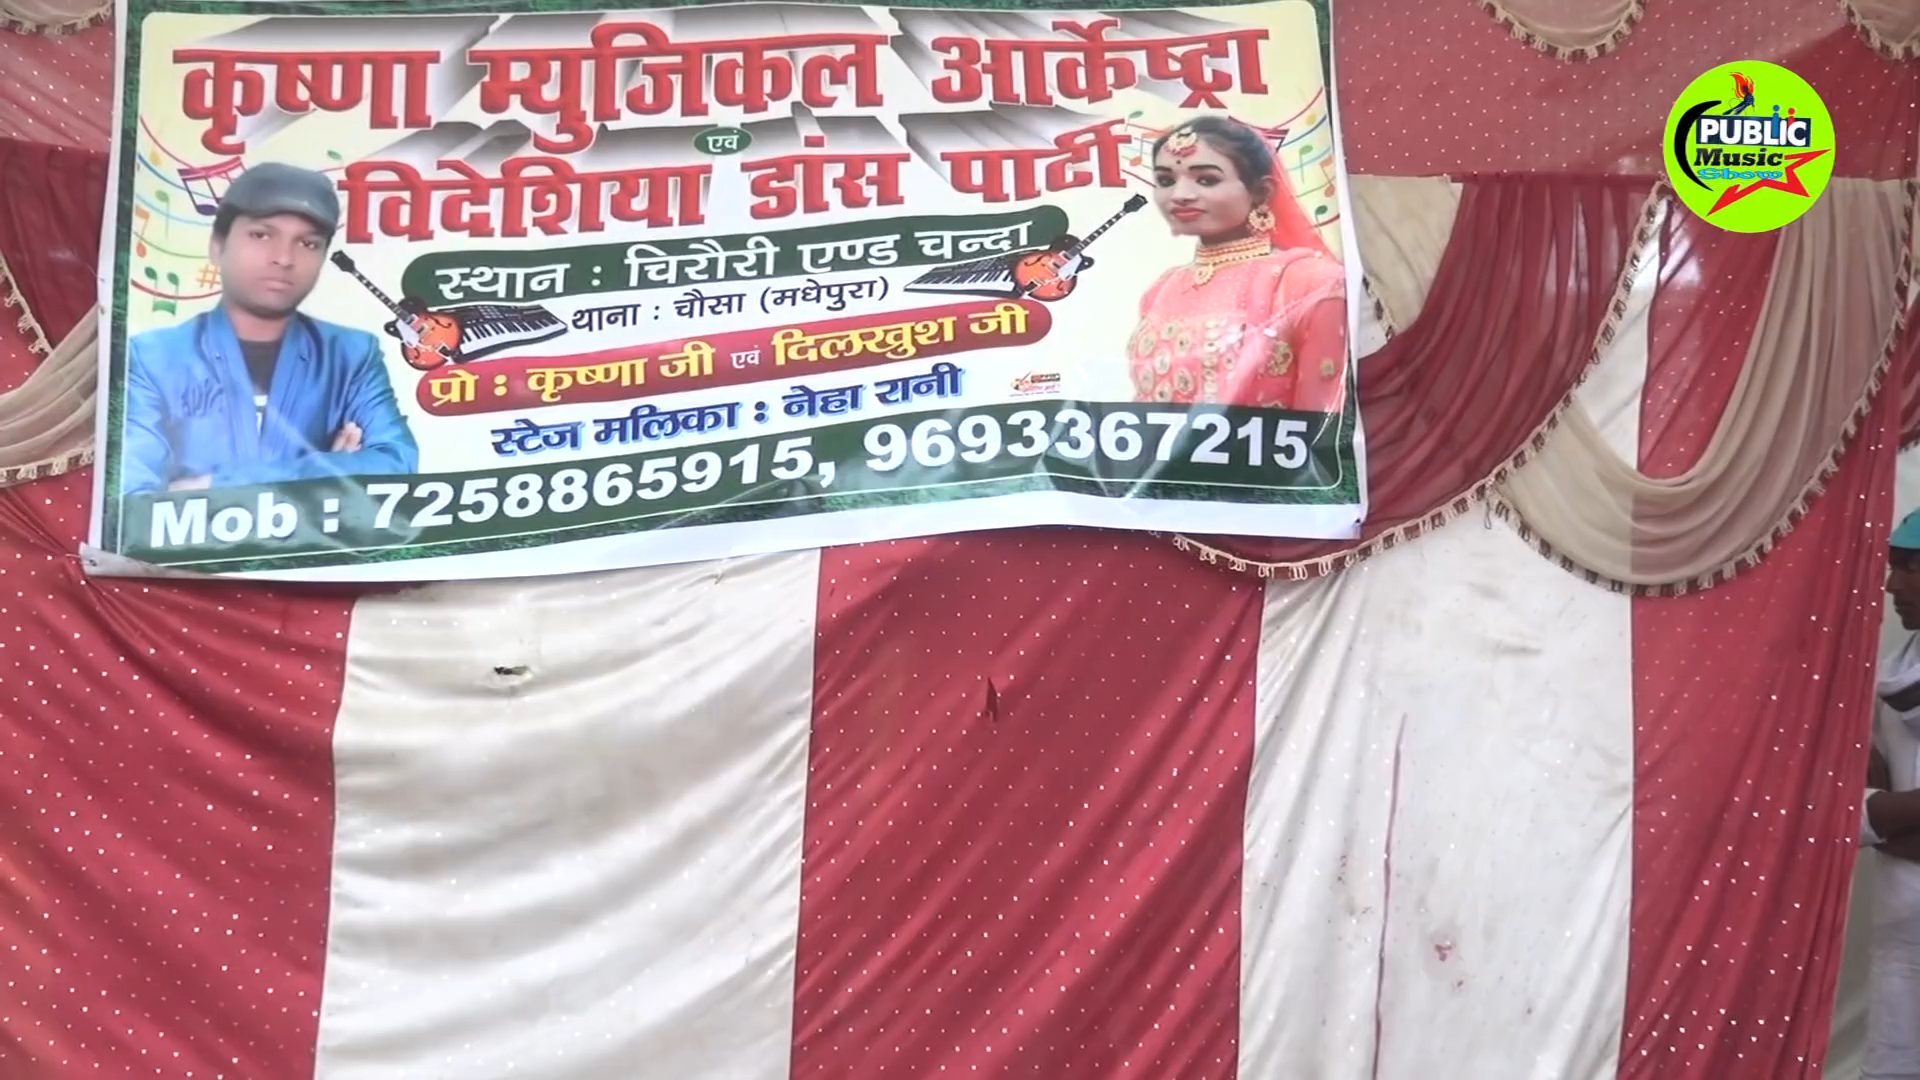 कृष्णा म्युजिकल आर्केष्ट्रा
एवं
विदेशिया डांस पार्टी
स्थान : चिरौरी एण्ड चन्दा
थाना : चौसा (मधेपुरा)
प्रो : कृष्णा जी एवं दिलखुश जी
स्टेज मलिका : नेहा रानी
Mob : 7258865915, 9693367215
PUBLIC
Music
Show